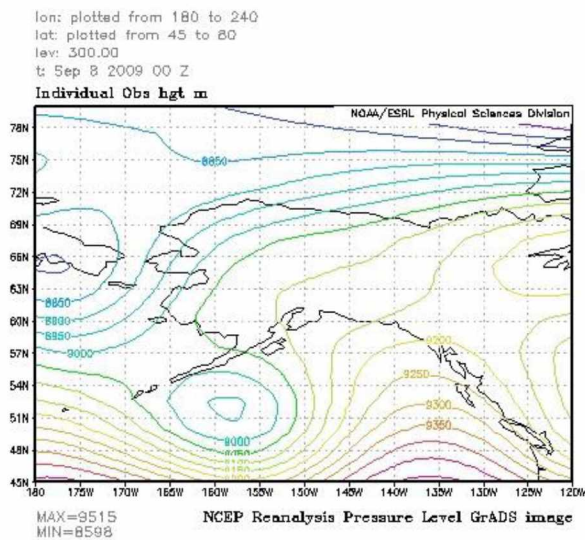 lon: plotted from 180 to 240
lat: plotted from 45 to 80
lev: 300.00
t: Sep 8 2009 00 Z
Individual Obs hgt m
NOAA/ESRL Physical Sciences Division
78N
75N
72N
69N
66N
63N
60N
57N
54N
51N
48N
45N
8850
8850
8900
8950
9000
9200
9250
9300
9350
9000
180 175W 170W 165W 160W 155W 150W 145W 140W 135W 130W 125W 120W
MAX=9515
MIN=8598
NCEP Reanalysis Pressure Level GrADS image